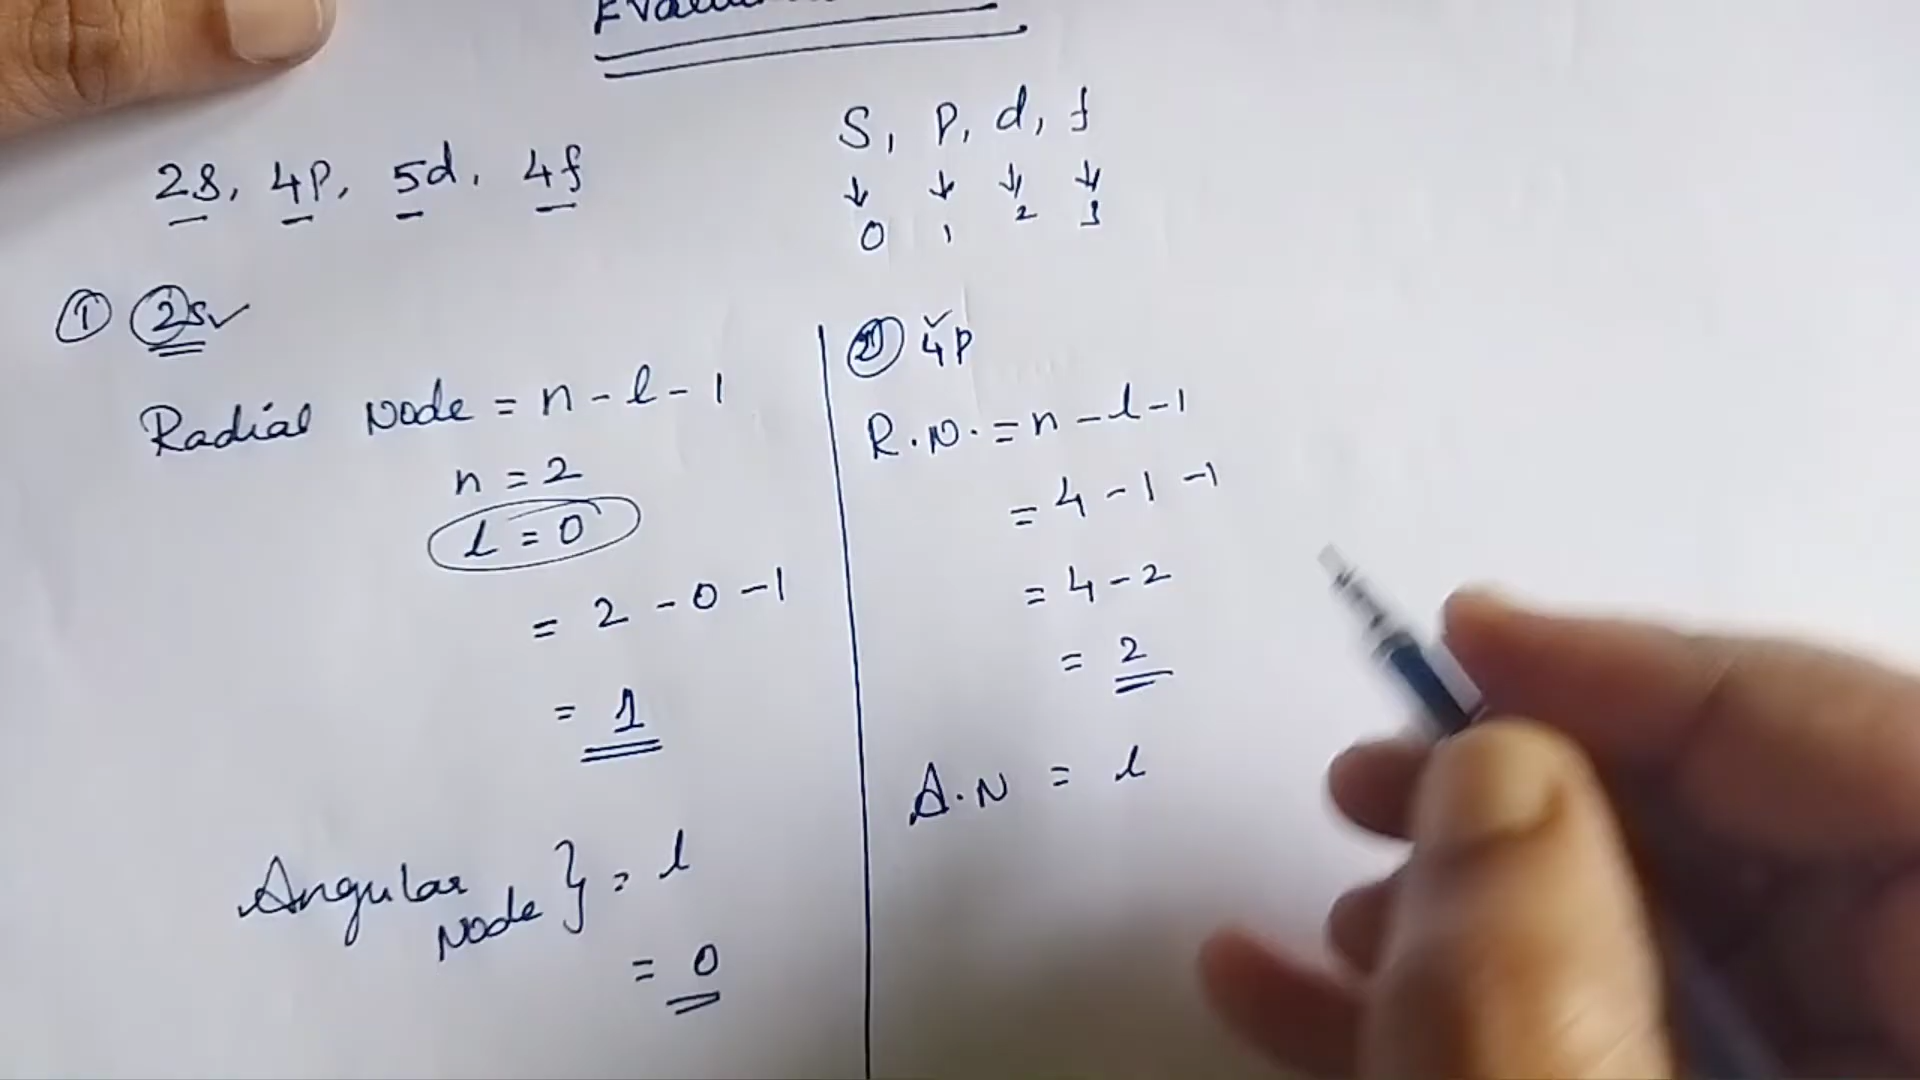 2s, 4p, 5d, 4f
S, P, d, f
↓ ↓ ↓ ↓
0 1 2 3
① 2s✓
Radial Node = n - l - 1
n = 2
l = 0
= 2 - 0 - 1
= 1
Angular
Node } = l
= 0
② 4p
R.N. = n - l - 1
= 4 - 1 - 1
= 4 - 2
= 2
A.N = l